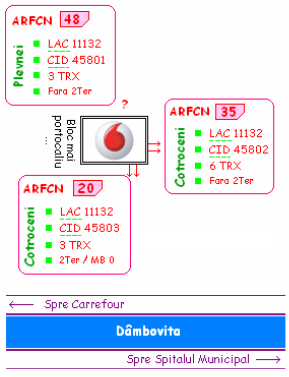 ARFCN 48
Plevnei
LAC 11132
CID 45801
3 TRX
Fara 2Ter
?
Bloc mai
portocaliu
...
ARFCN 35
Cotroceni
LAC 11132
CID 45802
6 TRX
Fara 2Ter
ARFCN 20
Cotroceni
LAC 11132
CID 45803
3 TRX
2Ter / MB 0
Spre Carrefour
Dâmbovita
Spre Spitalul Municipal